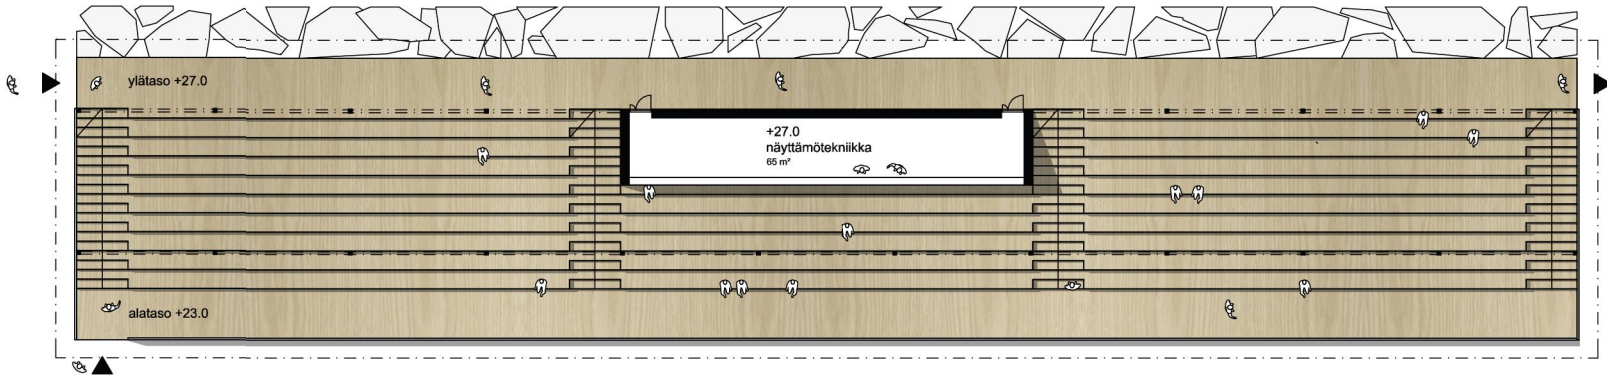 ylätaso +27.0
+27.0
näyttämötekniikka
65 m²
alataso +23.0